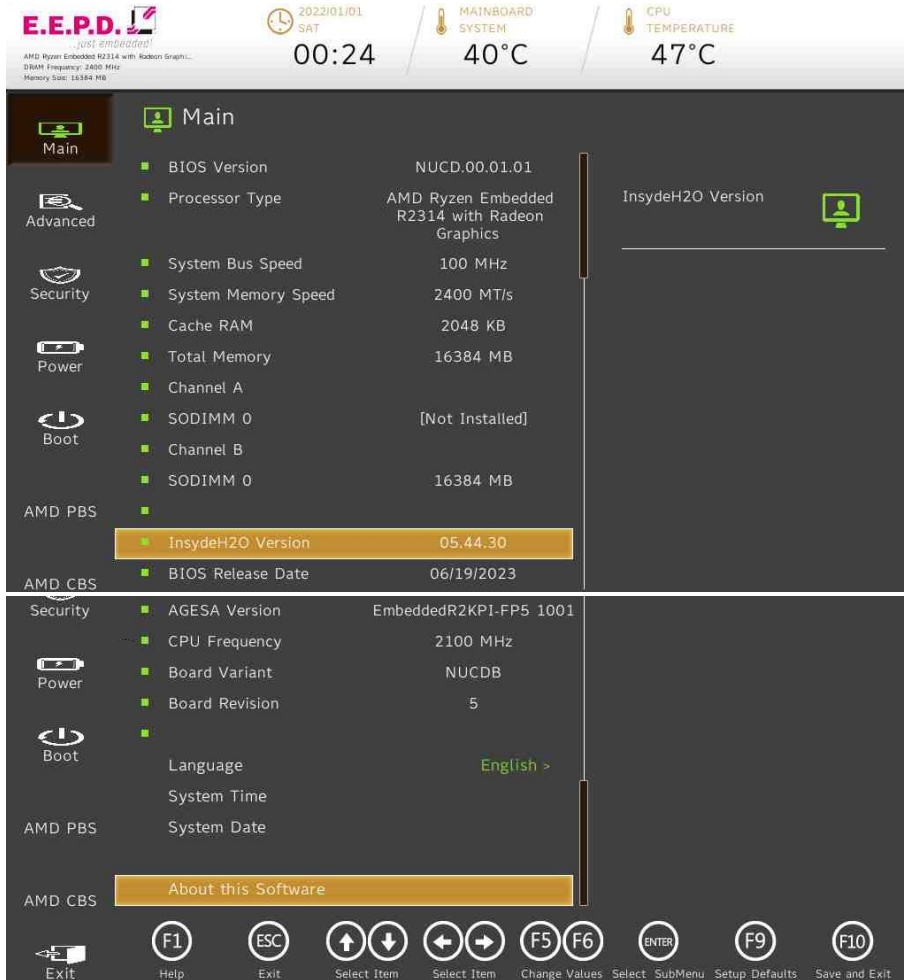 E.E.P.D.
...just embedded!
AMD Ryzen Embedded R2314 with Radeon Graphi...
DRAM Frequency: 2400 MHz
Memory Size: 16384 MB
2022/01/01
SAT
00:24
MAINBOARD
SYSTEM
40°C
CPU
TEMPERATURE
47°C
Main
Advanced
Security
Power
Boot
AMD PBS
AMD CBS
Main
BIOS Version NUCD.00.01.01
Processor Type AMD Ryzen Embedded
R2314 with Radeon
Graphics
System Bus Speed 100 MHz
System Memory Speed 2400 MT/s
Cache RAM 2048 KB
Total Memory 16384 MB
Channel A
SODIMM 0 [Not Installed]
Channel B
SODIMM 0 16384 MB
InsydeH2O Version 05.44.30
BIOS Release Date 06/19/2023
InsydeH2O Version
Security
Power
Boot
AMD PBS
AMD CBS
Exit
AGESA Version EmbeddedR2KPI-FP5 1001
CPU Frequency 2100 MHz
Board Variant NUCDB
Board Revision 5
Language English >
System Time
System Date
About this Software
F1 Help
ESC Exit
Select Item
Select Item
F5 F6 Change Values
ENTER Select SubMenu
F9 Setup Defaults
F10 Save and Exit